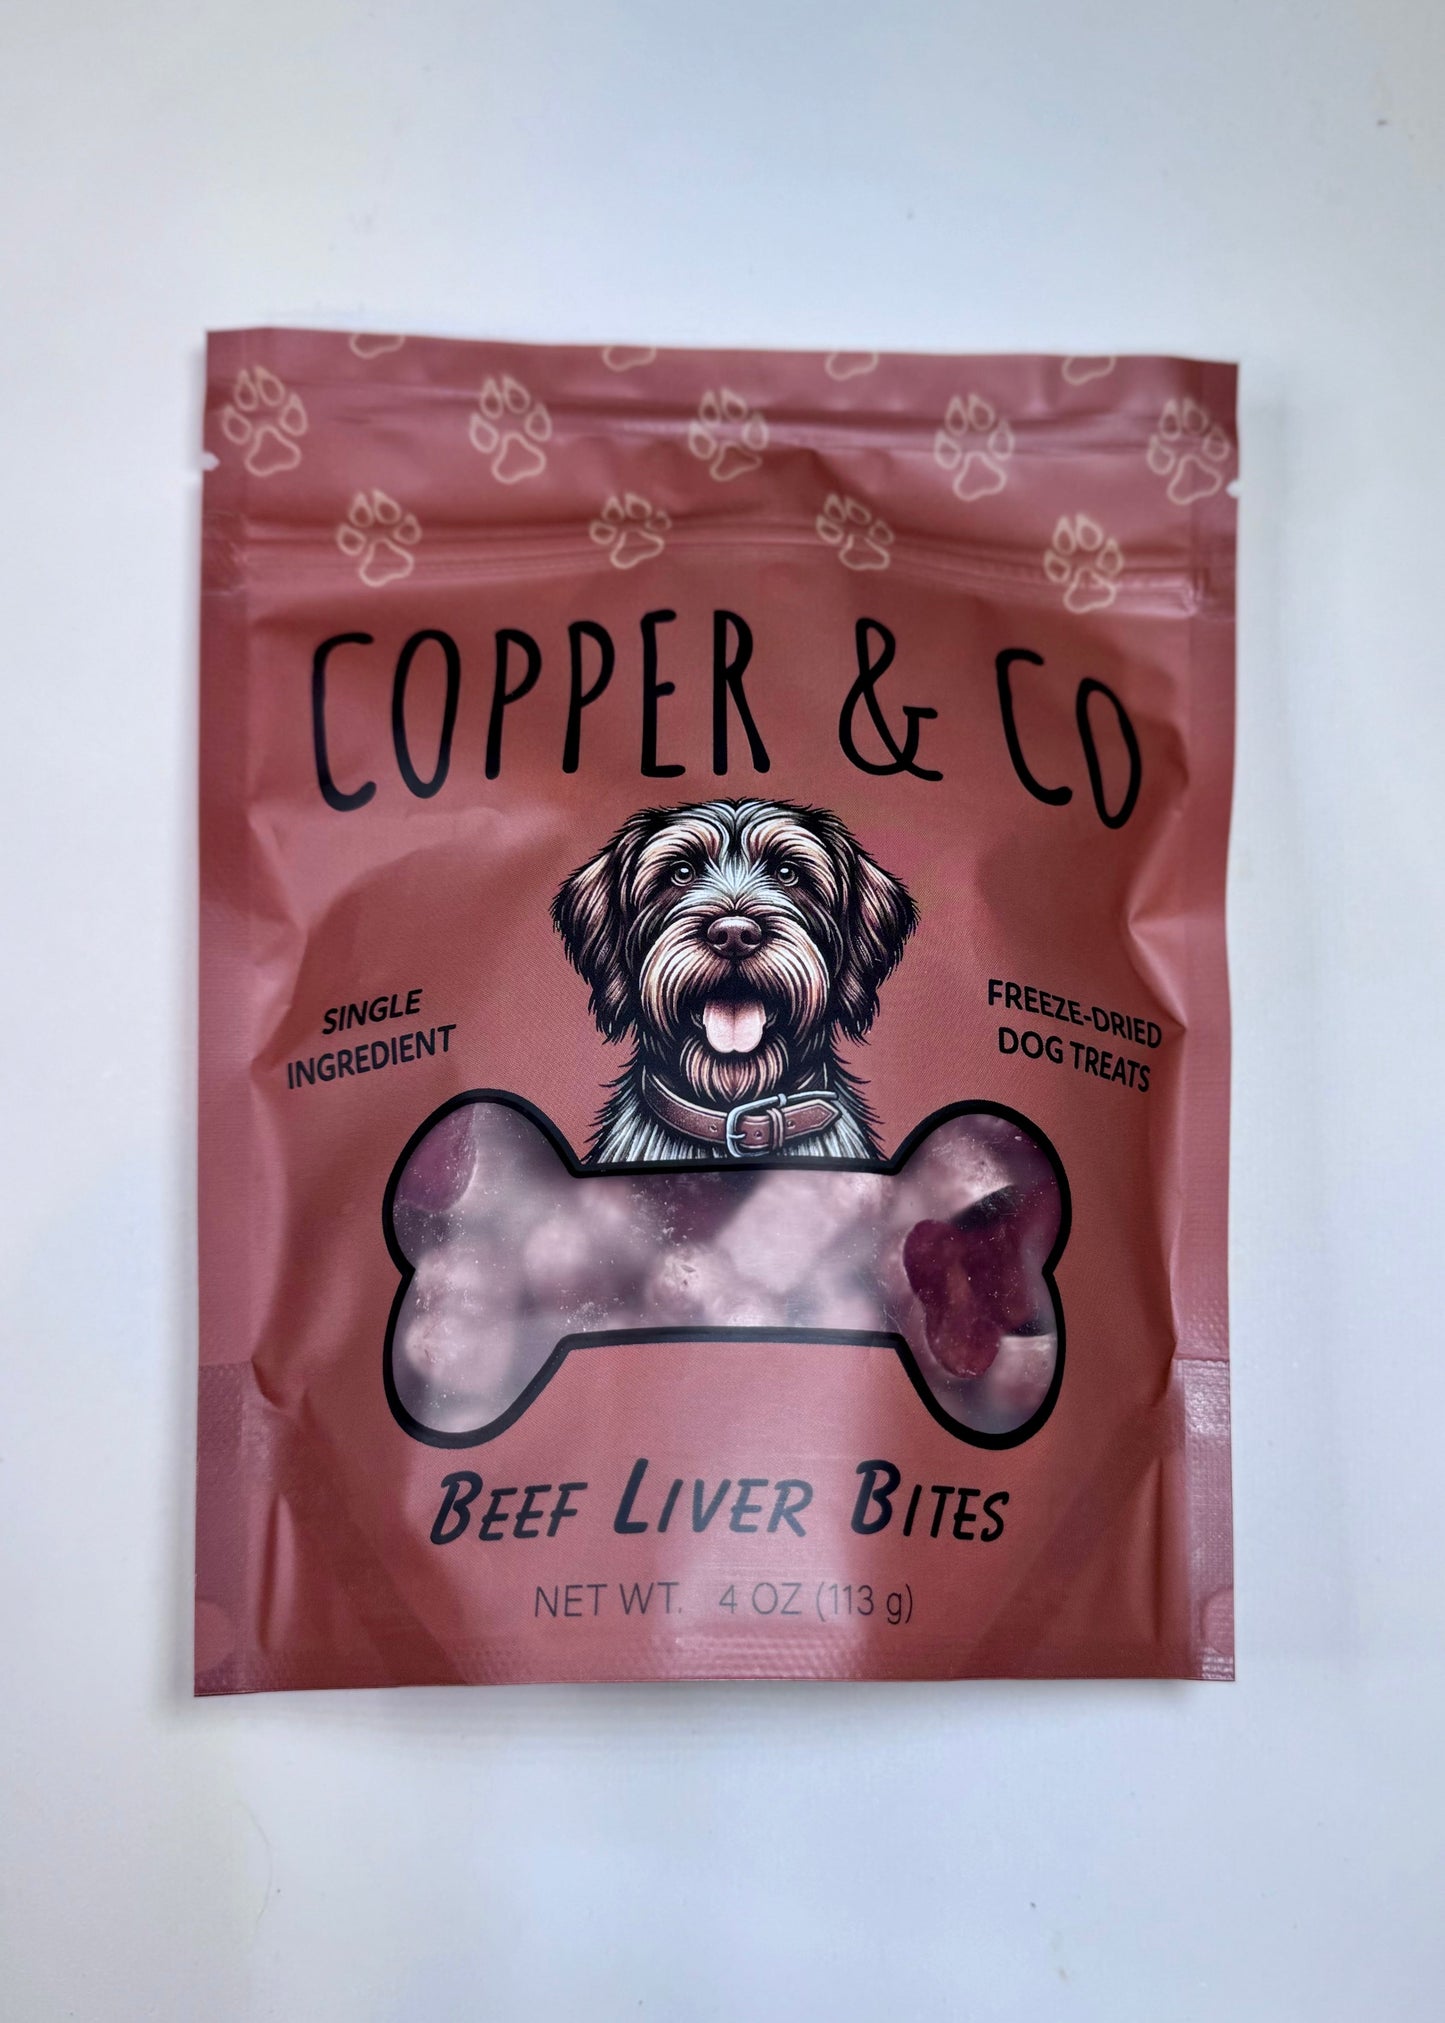 COPPER & CO
SINGLE
INGREDIENT
FREEZE-DRIED
DOG TREATS
BEEF LIVER BITES
NET WT. 4 OZ (113 g)